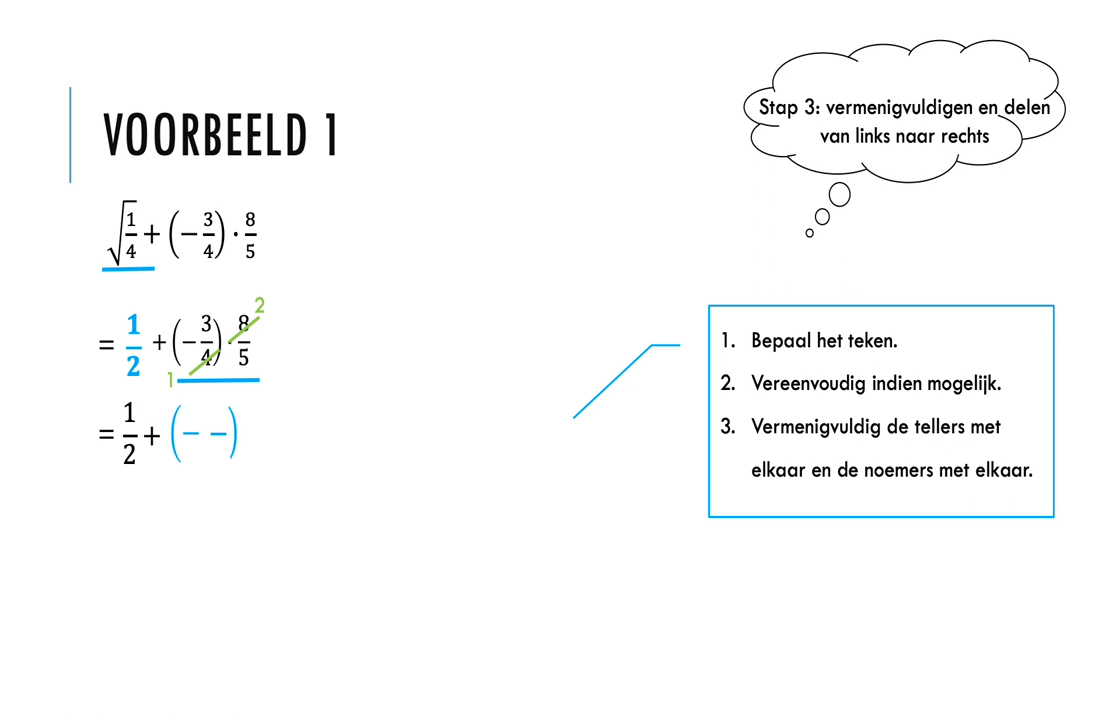 VOORBEELD 1
Stap 3: vermenigvuldigen en delen
van links naar rechts
√(1/4) + (−3/4) · 8/5
= 1/2 + (−3/4) · 8/5
2
1
= 1/2 + (− −)
1. Bepaal het teken.
2. Vereenvoudig indien mogelijk.
3. Vermenigvuldig de tellers met
elkaar en de noemers met elkaar.